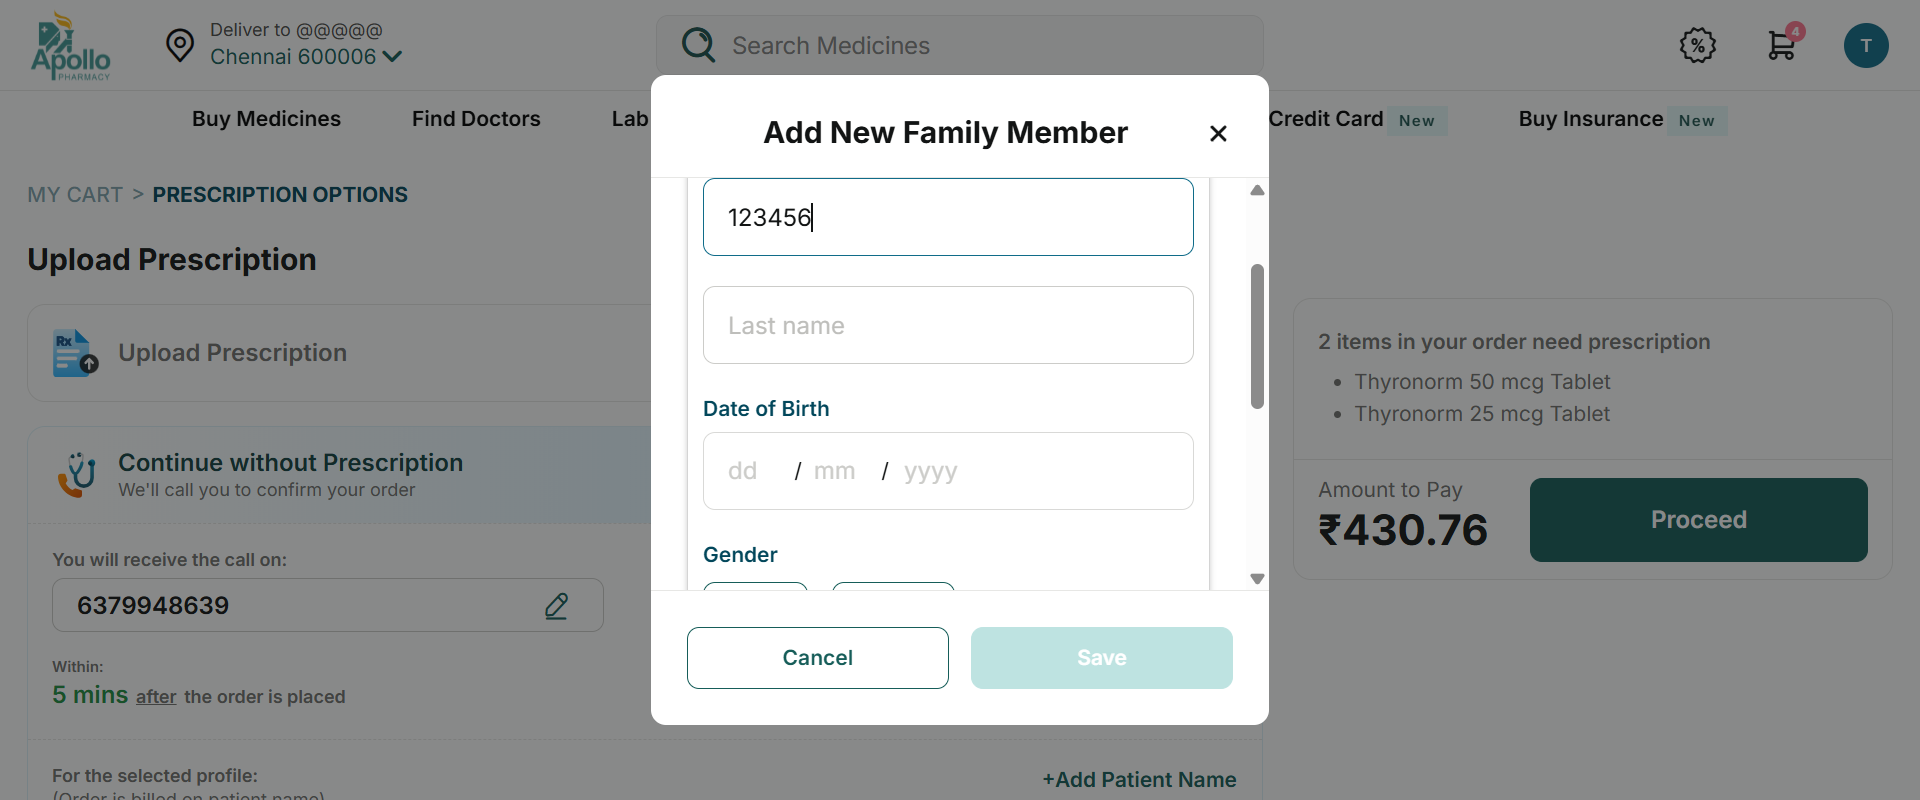 Apollo
PHARMACY
Deliver to @@@@@
Chennai 600006
Search Medicines
%
4
T
Buy Medicines
Find Doctors
Lab
Credit Card New
Buy Insurance New
MY CART > PRESCRIPTION OPTIONS
Upload Prescription
Rx
Upload Prescription
Continue without Prescription
We'll call you to confirm your order
You will receive the call on:
6379948639
Within:
5 mins after the order is placed
For the selected profile:
(Order is billed on patient name)
+Add Patient Name
Add New Family Member
123456
Last name
Date of Birth
dd / mm / yyyy
Gender
Cancel
Save
2 items in your order need prescription
• Thyronorm 50 mcg Tablet
• Thyronorm 25 mcg Tablet
Amount to Pay
₹430.76
Proceed